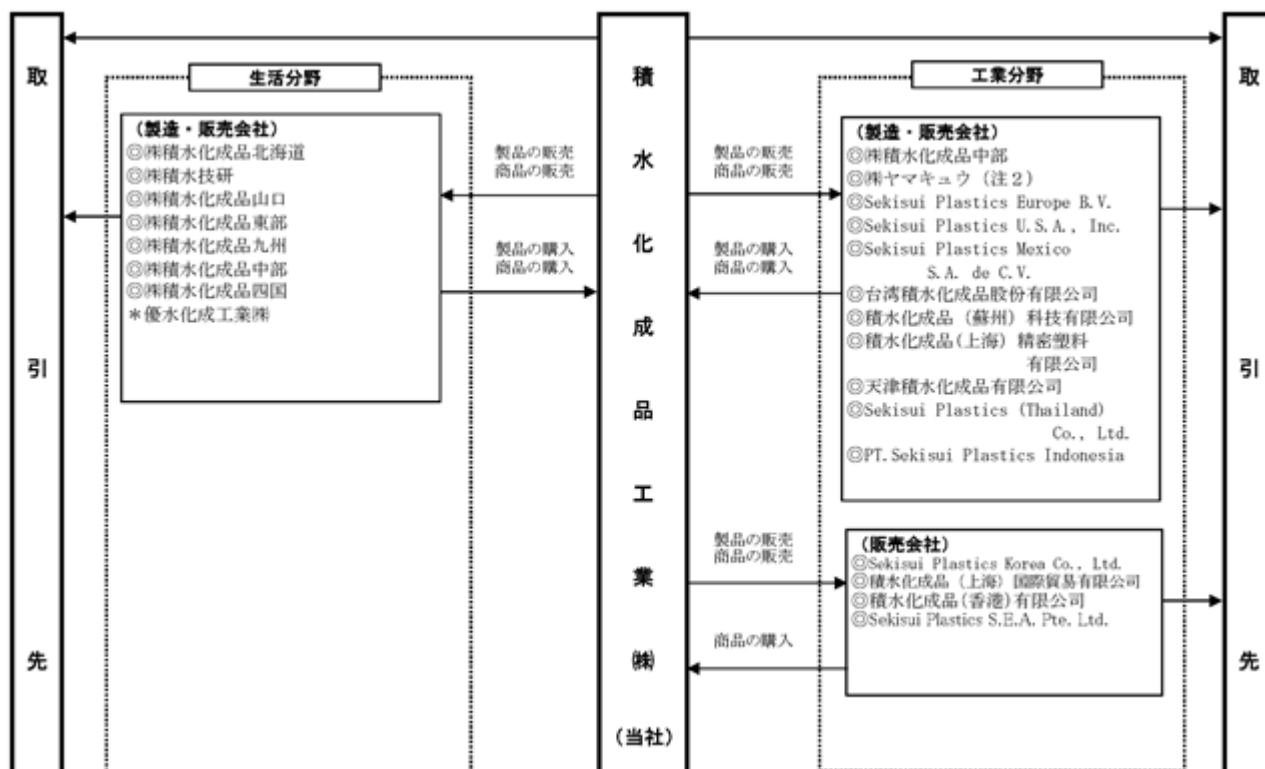 取引先
生活分野
(製造・販売会社)
◎㈱積水化成品北海道
◎㈱積水技研
◎㈱積水化成品山口
◎㈱積水化成品東部
◎㈱積水化成品九州
◎㈱積水化成品中部
◎㈱積水化成品四国
*優水化成工業㈱
製品の販売
商品の販売
製品の購入
商品の購入
積水化成品工業㈱
(当社)
製品の販売
商品の販売
製品の購入
商品の購入
製品の販売
商品の販売
商品の購入
工業分野
(製造・販売会社)
◎㈱積水化成品中部
◎㈱ヤマキュウ(注2)
◎Sekisui Plastics Europe B.V.
◎Sekisui Plastics U.S.A., Inc.
◎Sekisui Plastics Mexico
S.A. de C.V.
◎台湾積水化成品股份有限公司
◎積水化成品(蘇州)科技有限公司
◎積水化成品(上海)精密塑料
有限公司
◎天津積水化成品有限公司
◎Sekisui Plastics (Thailand)
Co., Ltd.
◎PT.Sekisui Plastics Indonesia
(販売会社)
◎Sekisui Plastics Korea Co., Ltd.
◎積水化成品(上海)国際貿易有限公司
◎積水化成品(香港)有限公司
◎Sekisui Plastics S.E.A. Pte. Ltd.
取引先